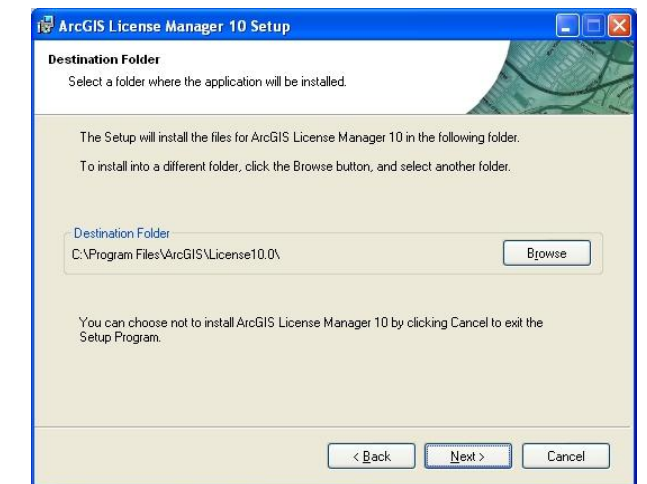 ArcGIS License Manager 10 Setup
Destination Folder
Select a folder where the application will be installed.
The Setup will install the files for ArcGIS License Manager 10 in the following folder.
To install into a different folder, click the Browse button, and select another folder.
Destination Folder
C:\Program Files\ArcGIS\License10.0\
Browse
You can choose not to install ArcGIS License Manager 10 by clicking Cancel to exit the
Setup Program.
< Back
Next >
Cancel